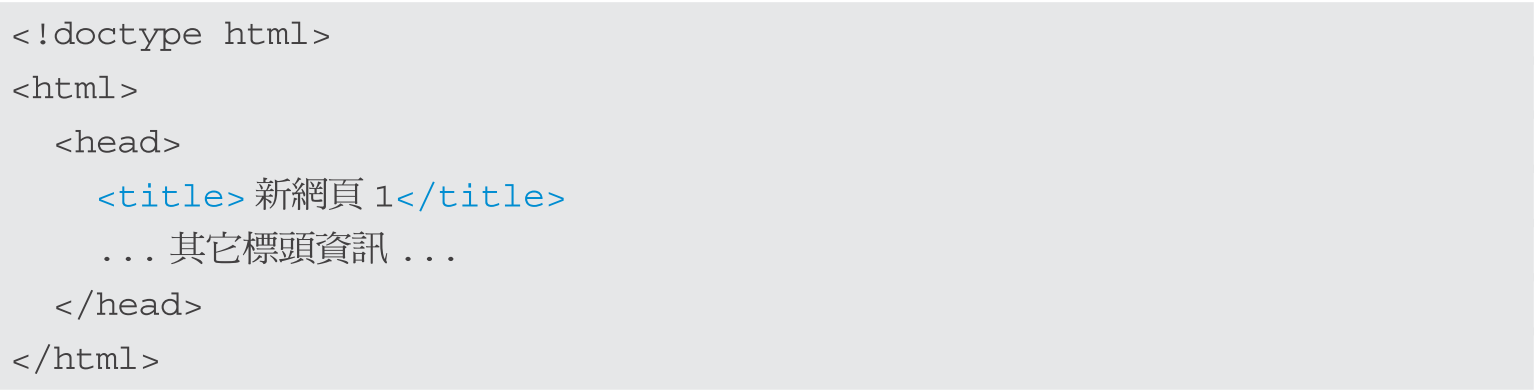 <!doctype html>
<html>
  <head>
    <title> 新網頁 1</title>
    ... 其它標頭資訊 ...
  </head>
</html>